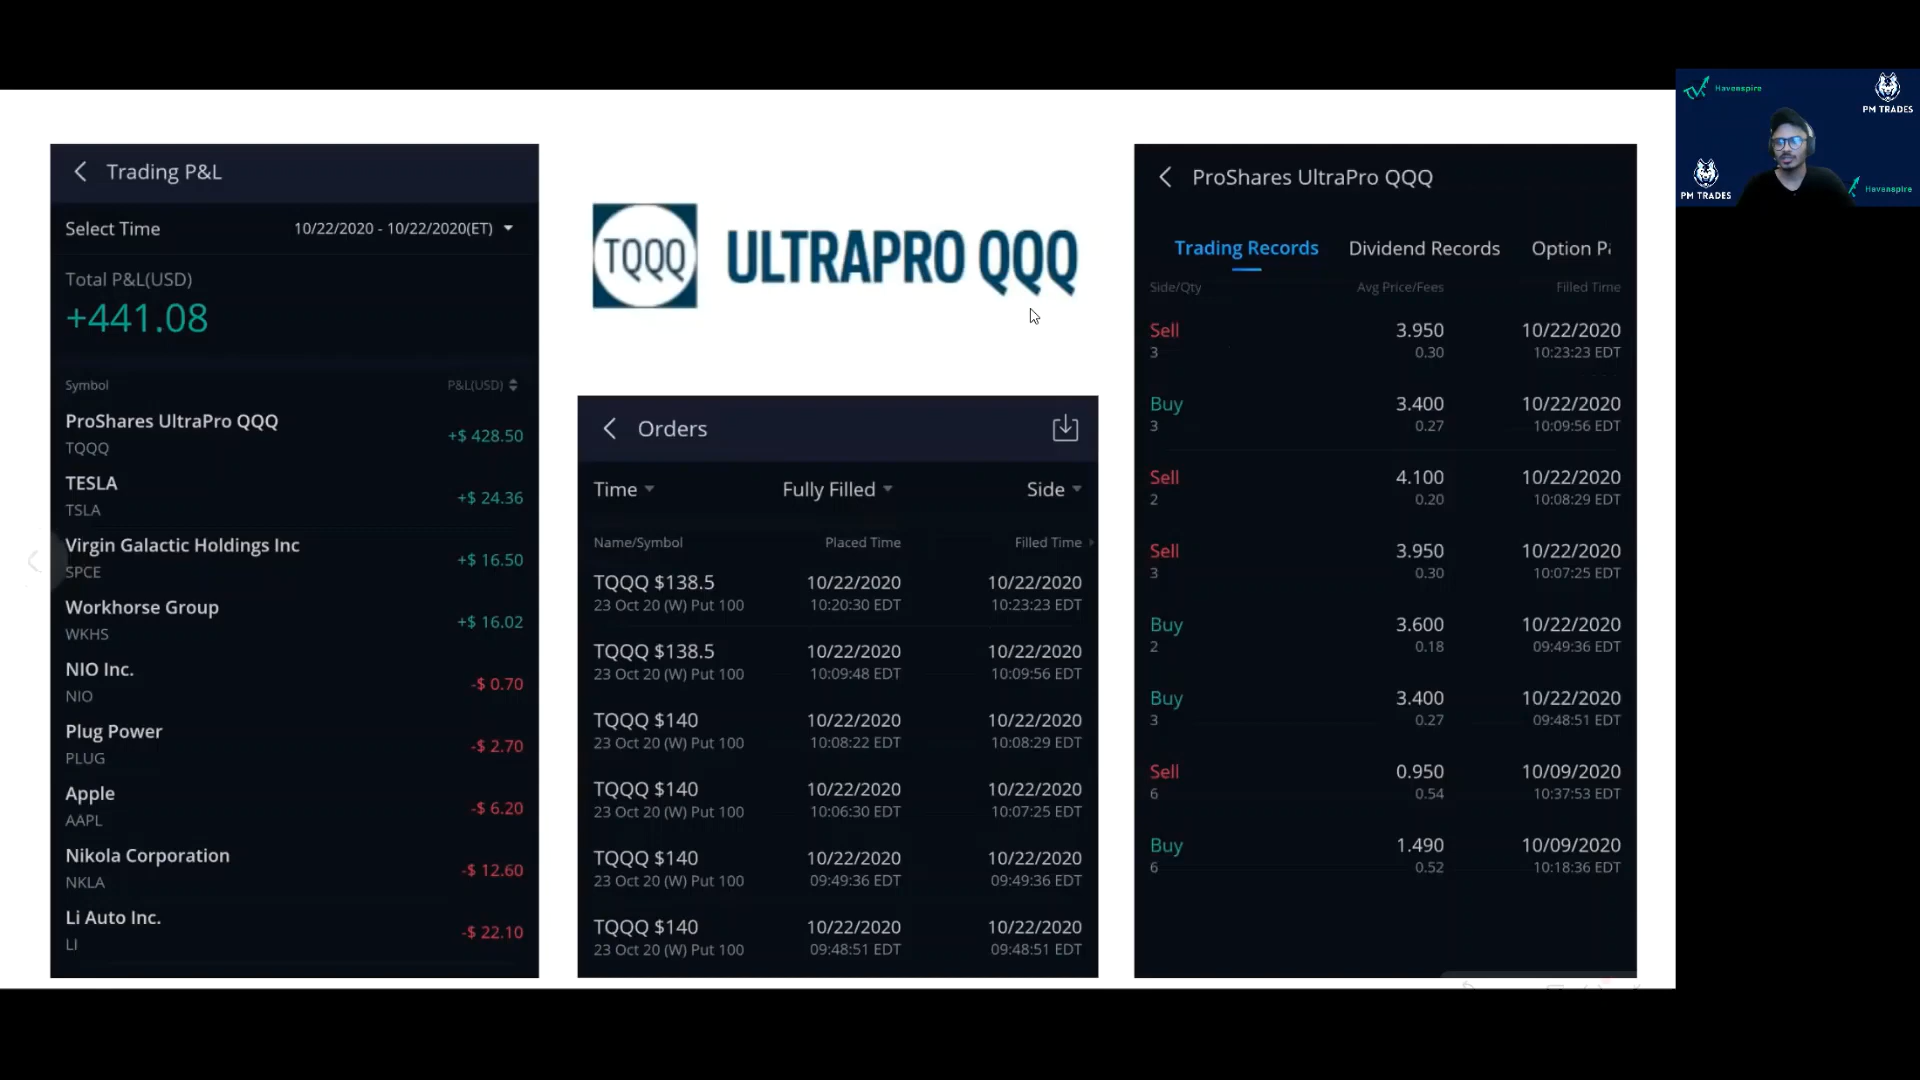 Trading P&L
Select Time 10/22/2020 - 10/22/2020(ET)
Total P&L(USD)
+441.08
Symbol P&L(USD)
ProShares UltraPro QQQ
TQQQ +$ 428.50
TESLA
TSLA +$ 24.36
Virgin Galactic Holdings Inc
SPCE +$ 16.50
Workhorse Group
WKHS +$ 16.02
NIO Inc.
NIO -$ 0.70
Plug Power
PLUG -$ 2.70
Apple
AAPL -$ 6.20
Nikola Corporation
NKLA -$ 12.60
Li Auto Inc.
LI -$ 22.10
TQQQ ULTRAPRO QQQ
Orders
Time Fully Filled Side
Name/Symbol Placed Time Filled Time
TQQQ $138.5 10/22/2020 10/22/2020
23 Oct 20 (W) Put 100 10:20:30 EDT 10:23:23 EDT
TQQQ $138.5 10/22/2020 10/22/2020
23 Oct 20 (W) Put 100 10:09:48 EDT 10:09:56 EDT
TQQQ $140 10/22/2020 10/22/2020
23 Oct 20 (W) Put 100 10:08:22 EDT 10:08:29 EDT
TQQQ $140 10/22/2020 10/22/2020
23 Oct 20 (W) Put 100 10:06:30 EDT 10:07:25 EDT
TQQQ $140 10/22/2020 10/22/2020
23 Oct 20 (W) Put 100 09:49:36 EDT 09:49:36 EDT
TQQQ $140 10/22/2020 10/22/2020
23 Oct 20 (W) Put 100 09:48:51 EDT 09:48:51 EDT
ProShares UltraPro QQQ
Trading Records Dividend Records Option P
Side/Qty Avg Price/Fees Filled Time
Sell 3.950 10/22/2020
3 0.30 10:23:23 EDT
Buy 3.400 10/22/2020
3 0.27 10:09:56 EDT
Sell 4.100 10/22/2020
2 0.20 10:08:29 EDT
Sell 3.950 10/22/2020
3 0.30 10:07:25 EDT
Buy 3.600 10/22/2020
2 0.18 09:49:36 EDT
Buy 3.400 10/22/2020
3 0.27 09:48:51 EDT
Sell 0.950 10/09/2020
6 0.54 10:37:53 EDT
Buy 1.490 10/09/2020
6 0.52 10:18:36 EDT
Havenspire
PM TRADES
PM TRADES
Havenspire